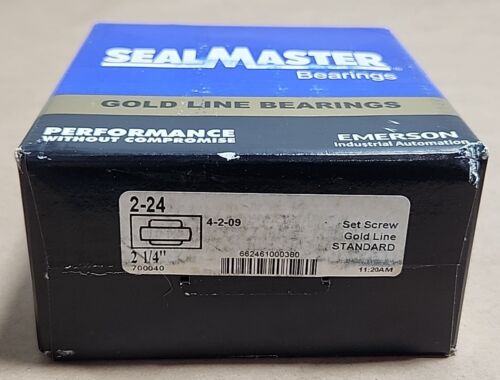 SEALMASTER®
Bearings
GOLD LINE BEARINGS
PERFORMANCE
WITHOUT COMPROMISE
EMERSON
Industrial Automation
2-24
4-2-09
2 1/4"
700040
662461000380
Set Screw
Gold Line
STANDARD
11:20AM